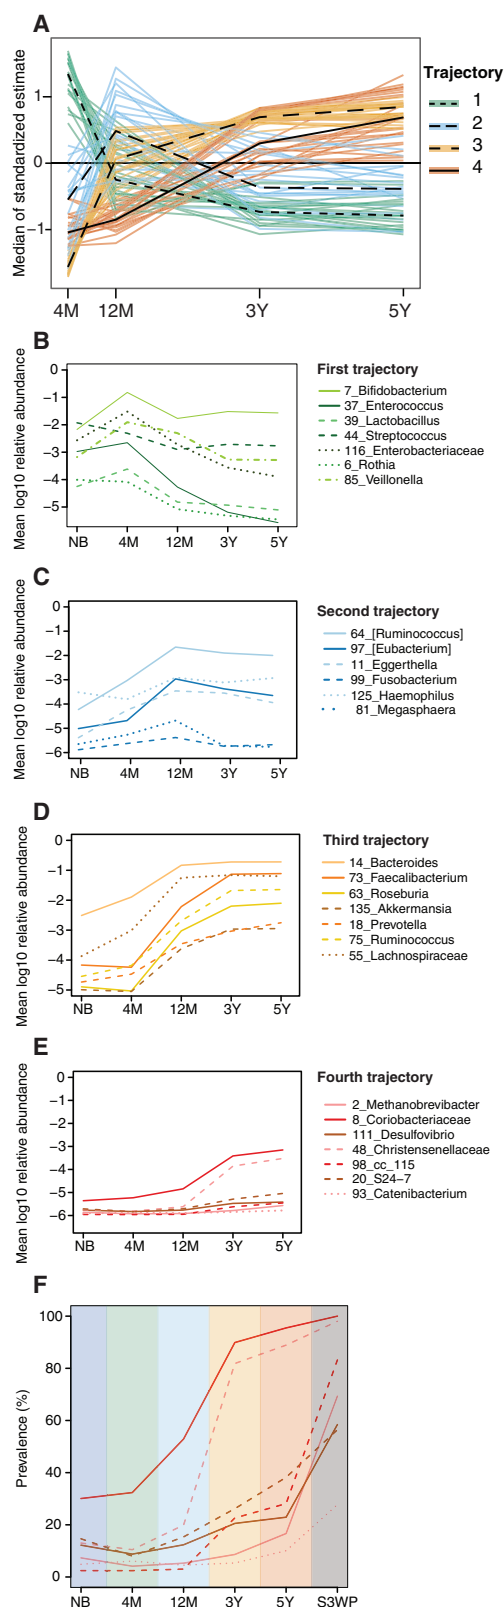 A
Median of standardized estimate
1
0
−1
4M 12M 3Y 5Y
Trajectory
1
2
3
4
B
Mean log10 relative abundance
0
−1
−2
−3
−4
−5
NB 4M 12M 3Y 5Y
First trajectory
7_Bifidobacterium
37_Enterococcus
39_Lactobacillus
44_Streptococcus
116_Enterobacteriaceae
6_Rothia
85_Veillonella
C
Mean log10 relative abundance
0
−1
−2
−3
−4
−5
−6
NB 4M 12M 3Y 5Y
Second trajectory
64_[Ruminococcus]
97_[Eubacterium]
11_Eggerthella
99_Fusobacterium
125_Haemophilus
81_Megasphaera
D
Mean log10 relative abundance
0
−1
−2
−3
−4
−5
NB 4M 12M 3Y 5Y
Third trajectory
14_Bacteroides
73_Faecalibacterium
63_Roseburia
135_Akkermansia
18_Prevotella
75_Ruminococcus
55_Lachnospiraceae
E
Mean log10 relative abundance
0
−1
−2
−3
−4
−5
−6
NB 4M 12M 3Y 5Y
Fourth trajectory
2_Methanobrevibacter
8_Coriobacteriaceae
111_Desulfovibrio
48_Christensenellaceae
98_cc_115
20_S24−7
93_Catenibacterium
F
Prevalence (%)
100
80
60
40
20
0
NB 4M 12M 3Y 5Y S3WP